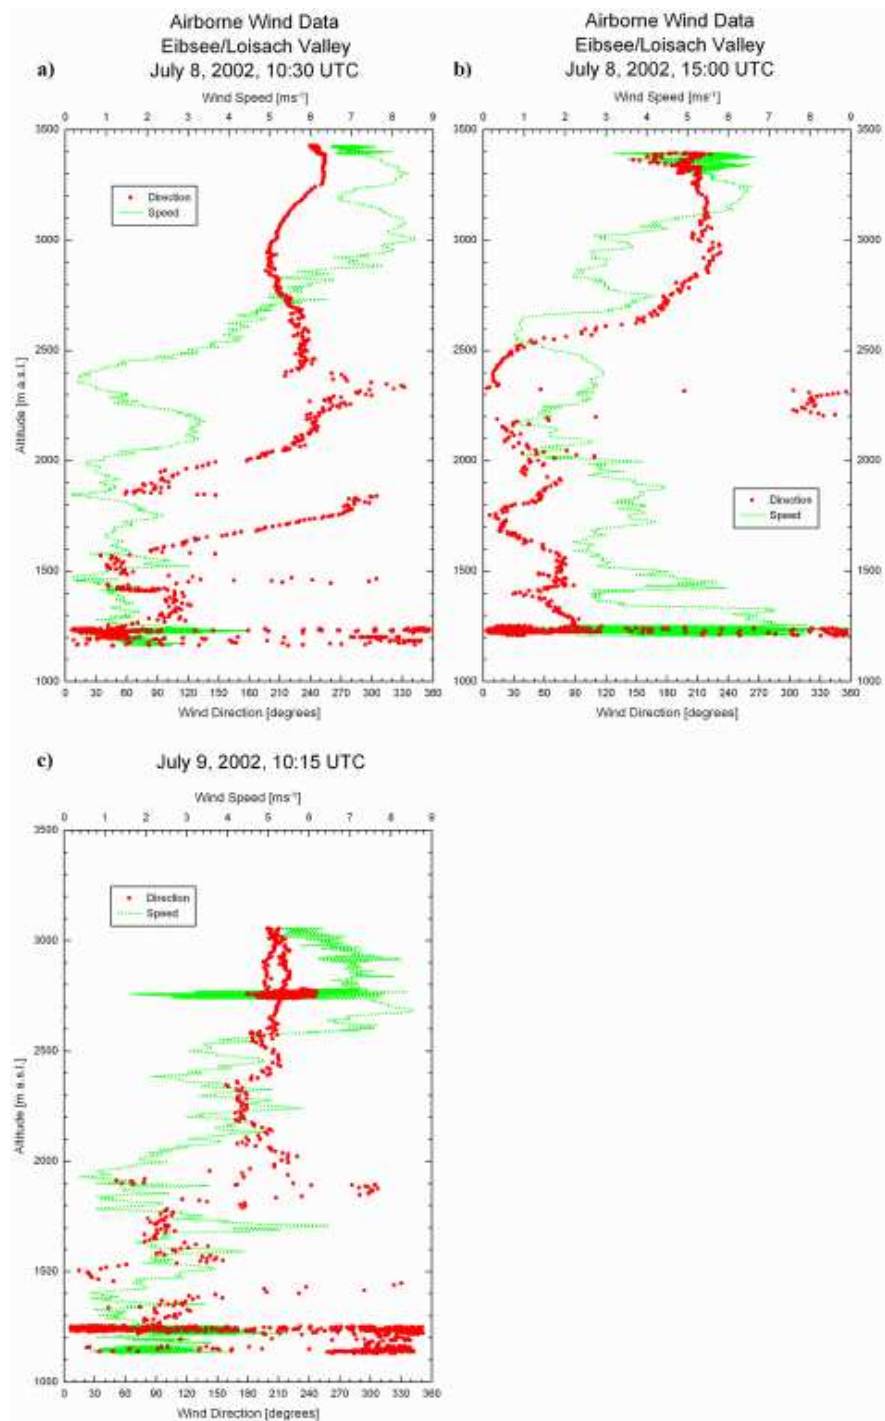 Airborne Wind Data
Eibsee/Loisach Valley
a)
July 8, 2002, 10:30 UTC
Wind Speed [ms-1]
0 1 2 3 4 5 6 7 8 9
3500
3000
2500
2000
1500
1000
Altitude [m a.s.l.]
Direction
Speed
0 30 60 90 120 150 180 210 240 270 300 330 360
Wind Direction [degrees]
Airborne Wind Data
Eibsee/Loisach Valley
b)
July 8, 2002, 15:00 UTC
Wind Speed [ms-1]
0 1 2 3 4 5 6 7 8 9
3500
3000
2500
2000
1500
1000
Direction
Speed
0 30 60 90 120 150 180 210 240 270 300 330 360
Wind Direction [degrees]
c)
July 9, 2002, 10:15 UTC
Wind Speed [ms-1]
0 1 2 3 4 5 6 7 8 9
3500
3000
2500
2000
1500
1000
Altitude [m a.s.l.]
Direction
Speed
0 30 60 90 120 150 180 210 240 270 300 330 360
Wind Direction [degrees]